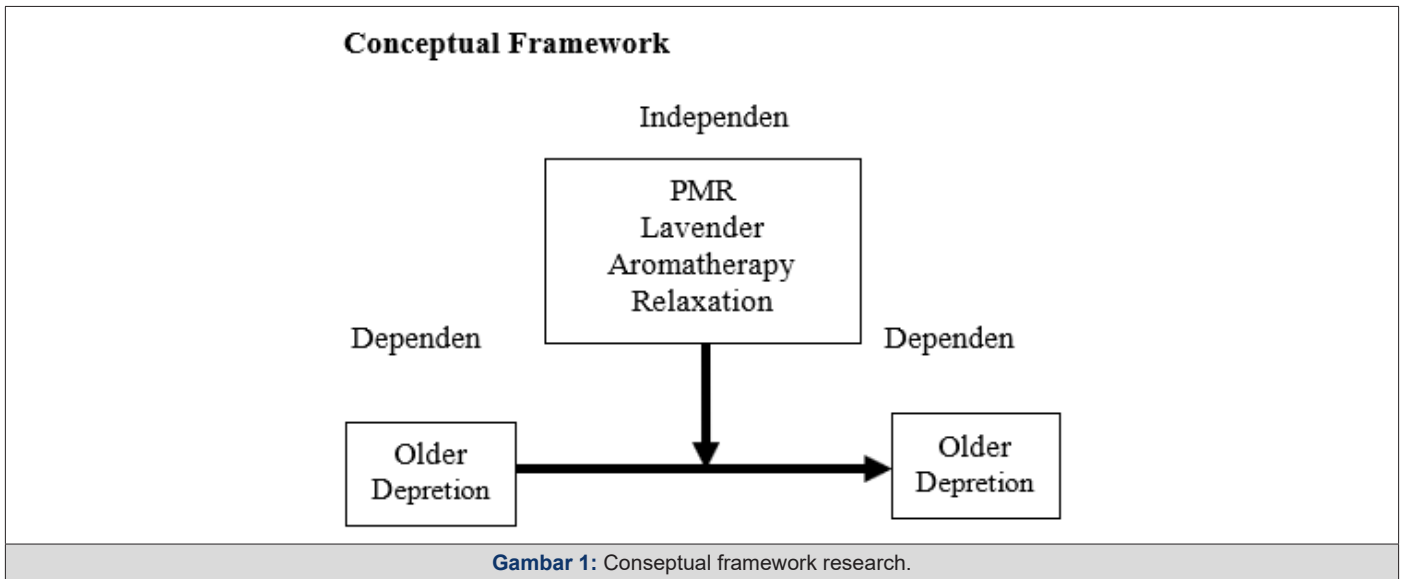 Conceptual Framework
Independen
PMR
Lavender
Aromatherapy
Relaxation
Dependen
Dependen
Older
Depretion
Older
Depretion
Gambar 1: Conseptual framework research.